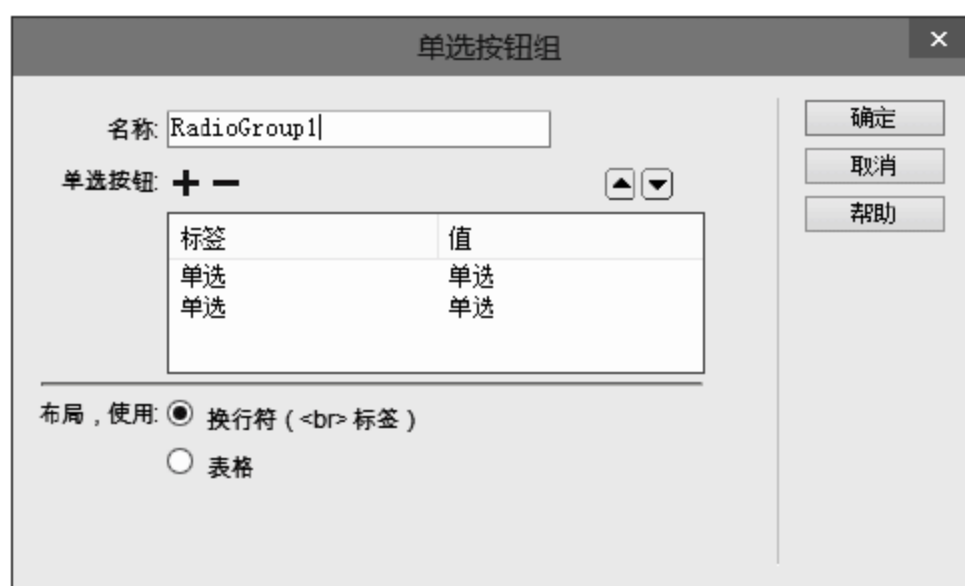 单选按钮组
名称: RadioGroup1
确定
取消
帮助
单选按钮:
标签 值
单选 单选
单选 单选
布局，使用: 换行符 ( <br> 标签 )
表格